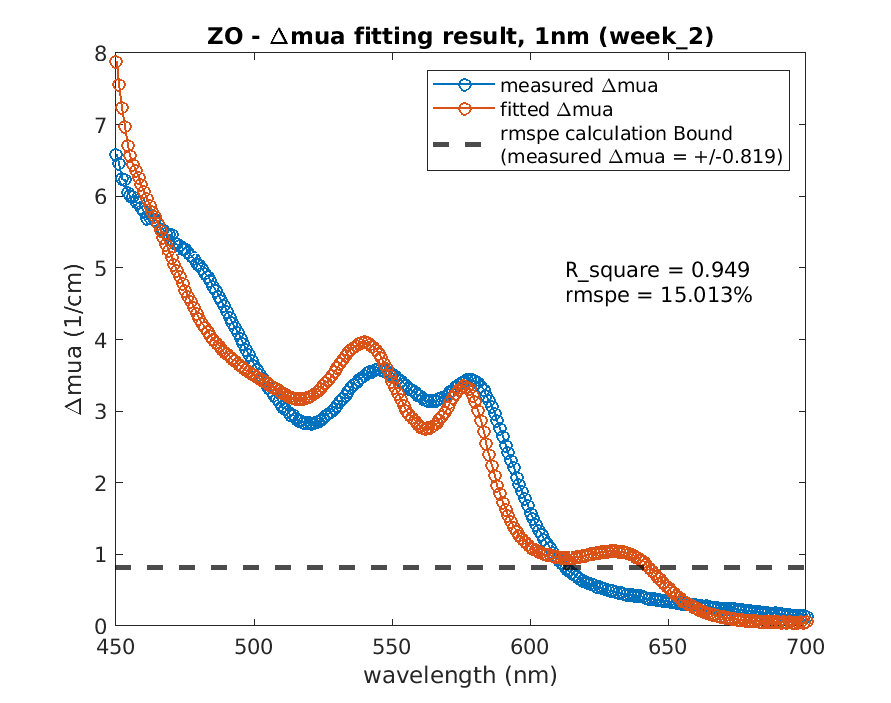 ZO - Δmua fitting result, 1nm (week_2)
measured Δmua
fitted Δmua
rmspe calculation Bound
(measured Δmua = +/-0.819)
R_square = 0.949
rmspe = 15.013%
Δmua (1/cm)
8
7
6
5
4
3
2
1
0
450
500
550
600
650
700
wavelength (nm)